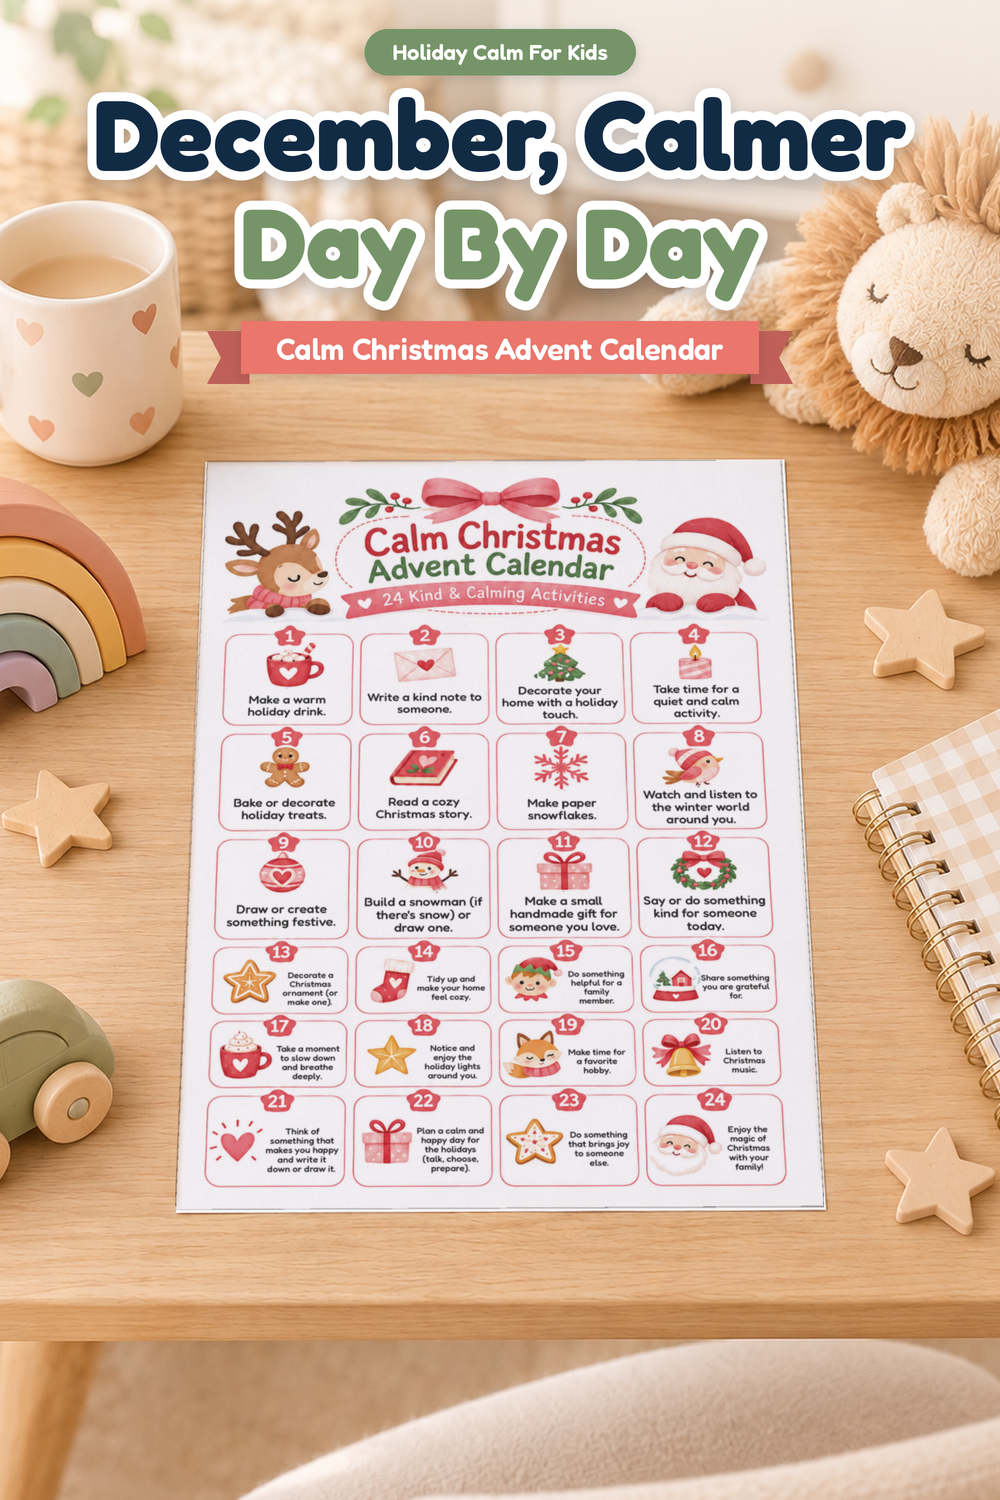 Holiday Calm For Kids
December, Calmer
Day By Day
Calm Christmas Advent Calendar
Calm Christmas
Advent Calendar
24 Kind & Calming Activities
1
Make a warm
holiday drink.
2
Write a kind note to
someone.
3
Decorate your
home with a holiday
touch.
4
Take time for a
quiet and calm
activity.
5
Bake or decorate
holiday treats.
6
Read a cozy
Christmas story.
7
Make paper
snowflakes.
8
Watch and listen to
the winter world
around you.
9
Draw or create
something festive.
10
Build a snowman (if
there's snow) or
draw one.
11
Make a small
handmade gift for
someone you love.
12
Say or do something
kind for someone
today.
13
Decorate a
Christmas
ornament (or
make one).
14
Tidy up and
make your home
feel cozy.
15
Do something
helpful for a
family
member.
16
Share something
you are grateful
for.
17
Take a moment
to slow down
and breathe
deeply.
18
Notice and
enjoy the
holiday lights
around you.
19
Make time for
a favorite
hobby.
20
Listen to
Christmas
music.
21
Think of
something that
makes you happy
and write it
down or draw it.
22
Plan a calm and
happy day for
the holidays
(talk, choose,
prepare).
23
Do something
that brings joy
to someone
else.
24
Enjoy the
magic of
Christmas
with your
family!